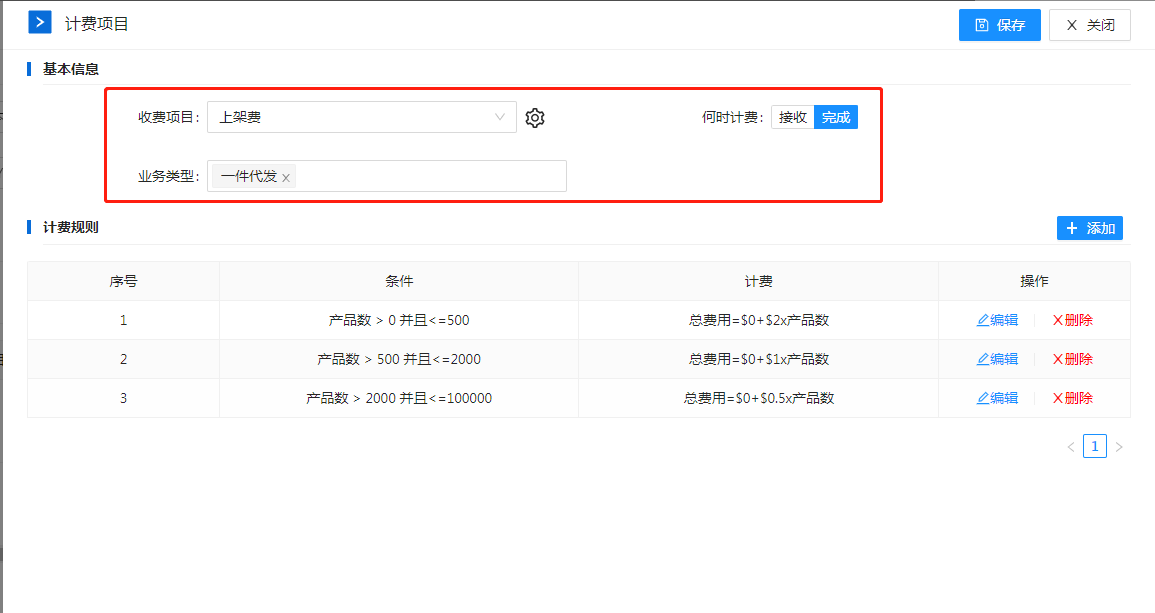 计费项目
保存 X 关闭
基本信息
收费项目: 上架费 何时计费: 接收 完成
业务类型: 一件代发 x
计费规则
+ 添加
序号 条件 计费 操作
1 产品数 > 0 并且<=500 总费用=$0+$2x产品数 编辑 X删除
2 产品数 > 500 并且<=2000 总费用=$0+$1x产品数 编辑 X删除
3 产品数 > 2000 并且<=100000 总费用=$0+$0.5x产品数 编辑 X删除
< 1 >